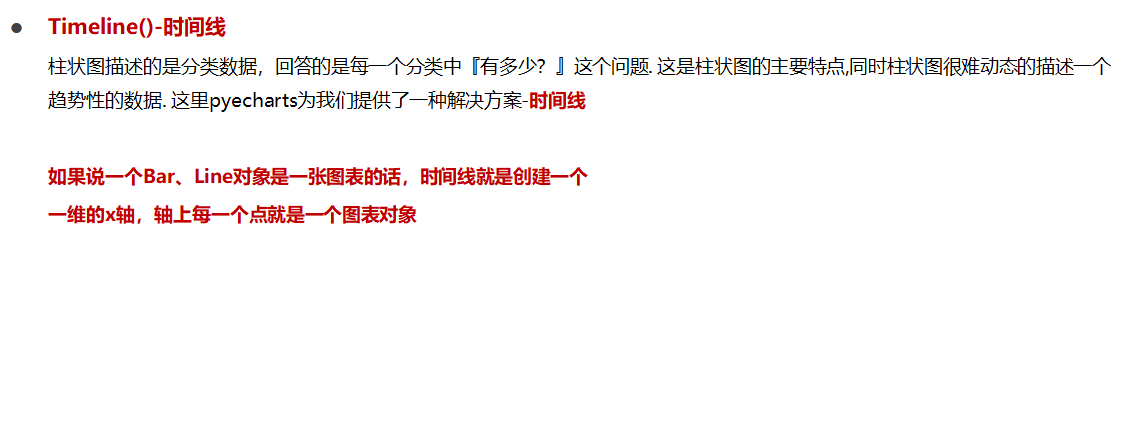 ● Timeline()-时间线
柱状图描述的是分类数据，回答的是每一个分类中『有多少？』这个问题. 这是柱状图的主要特点,同时柱状图很难动态的描述一个
趋势性的数据. 这里pyecharts为我们提供了一种解决方案-时间线
如果说一个Bar、Line对象是一张图表的话，时间线就是创建一个
一维的x轴，轴上每一个点就是一个图表对象